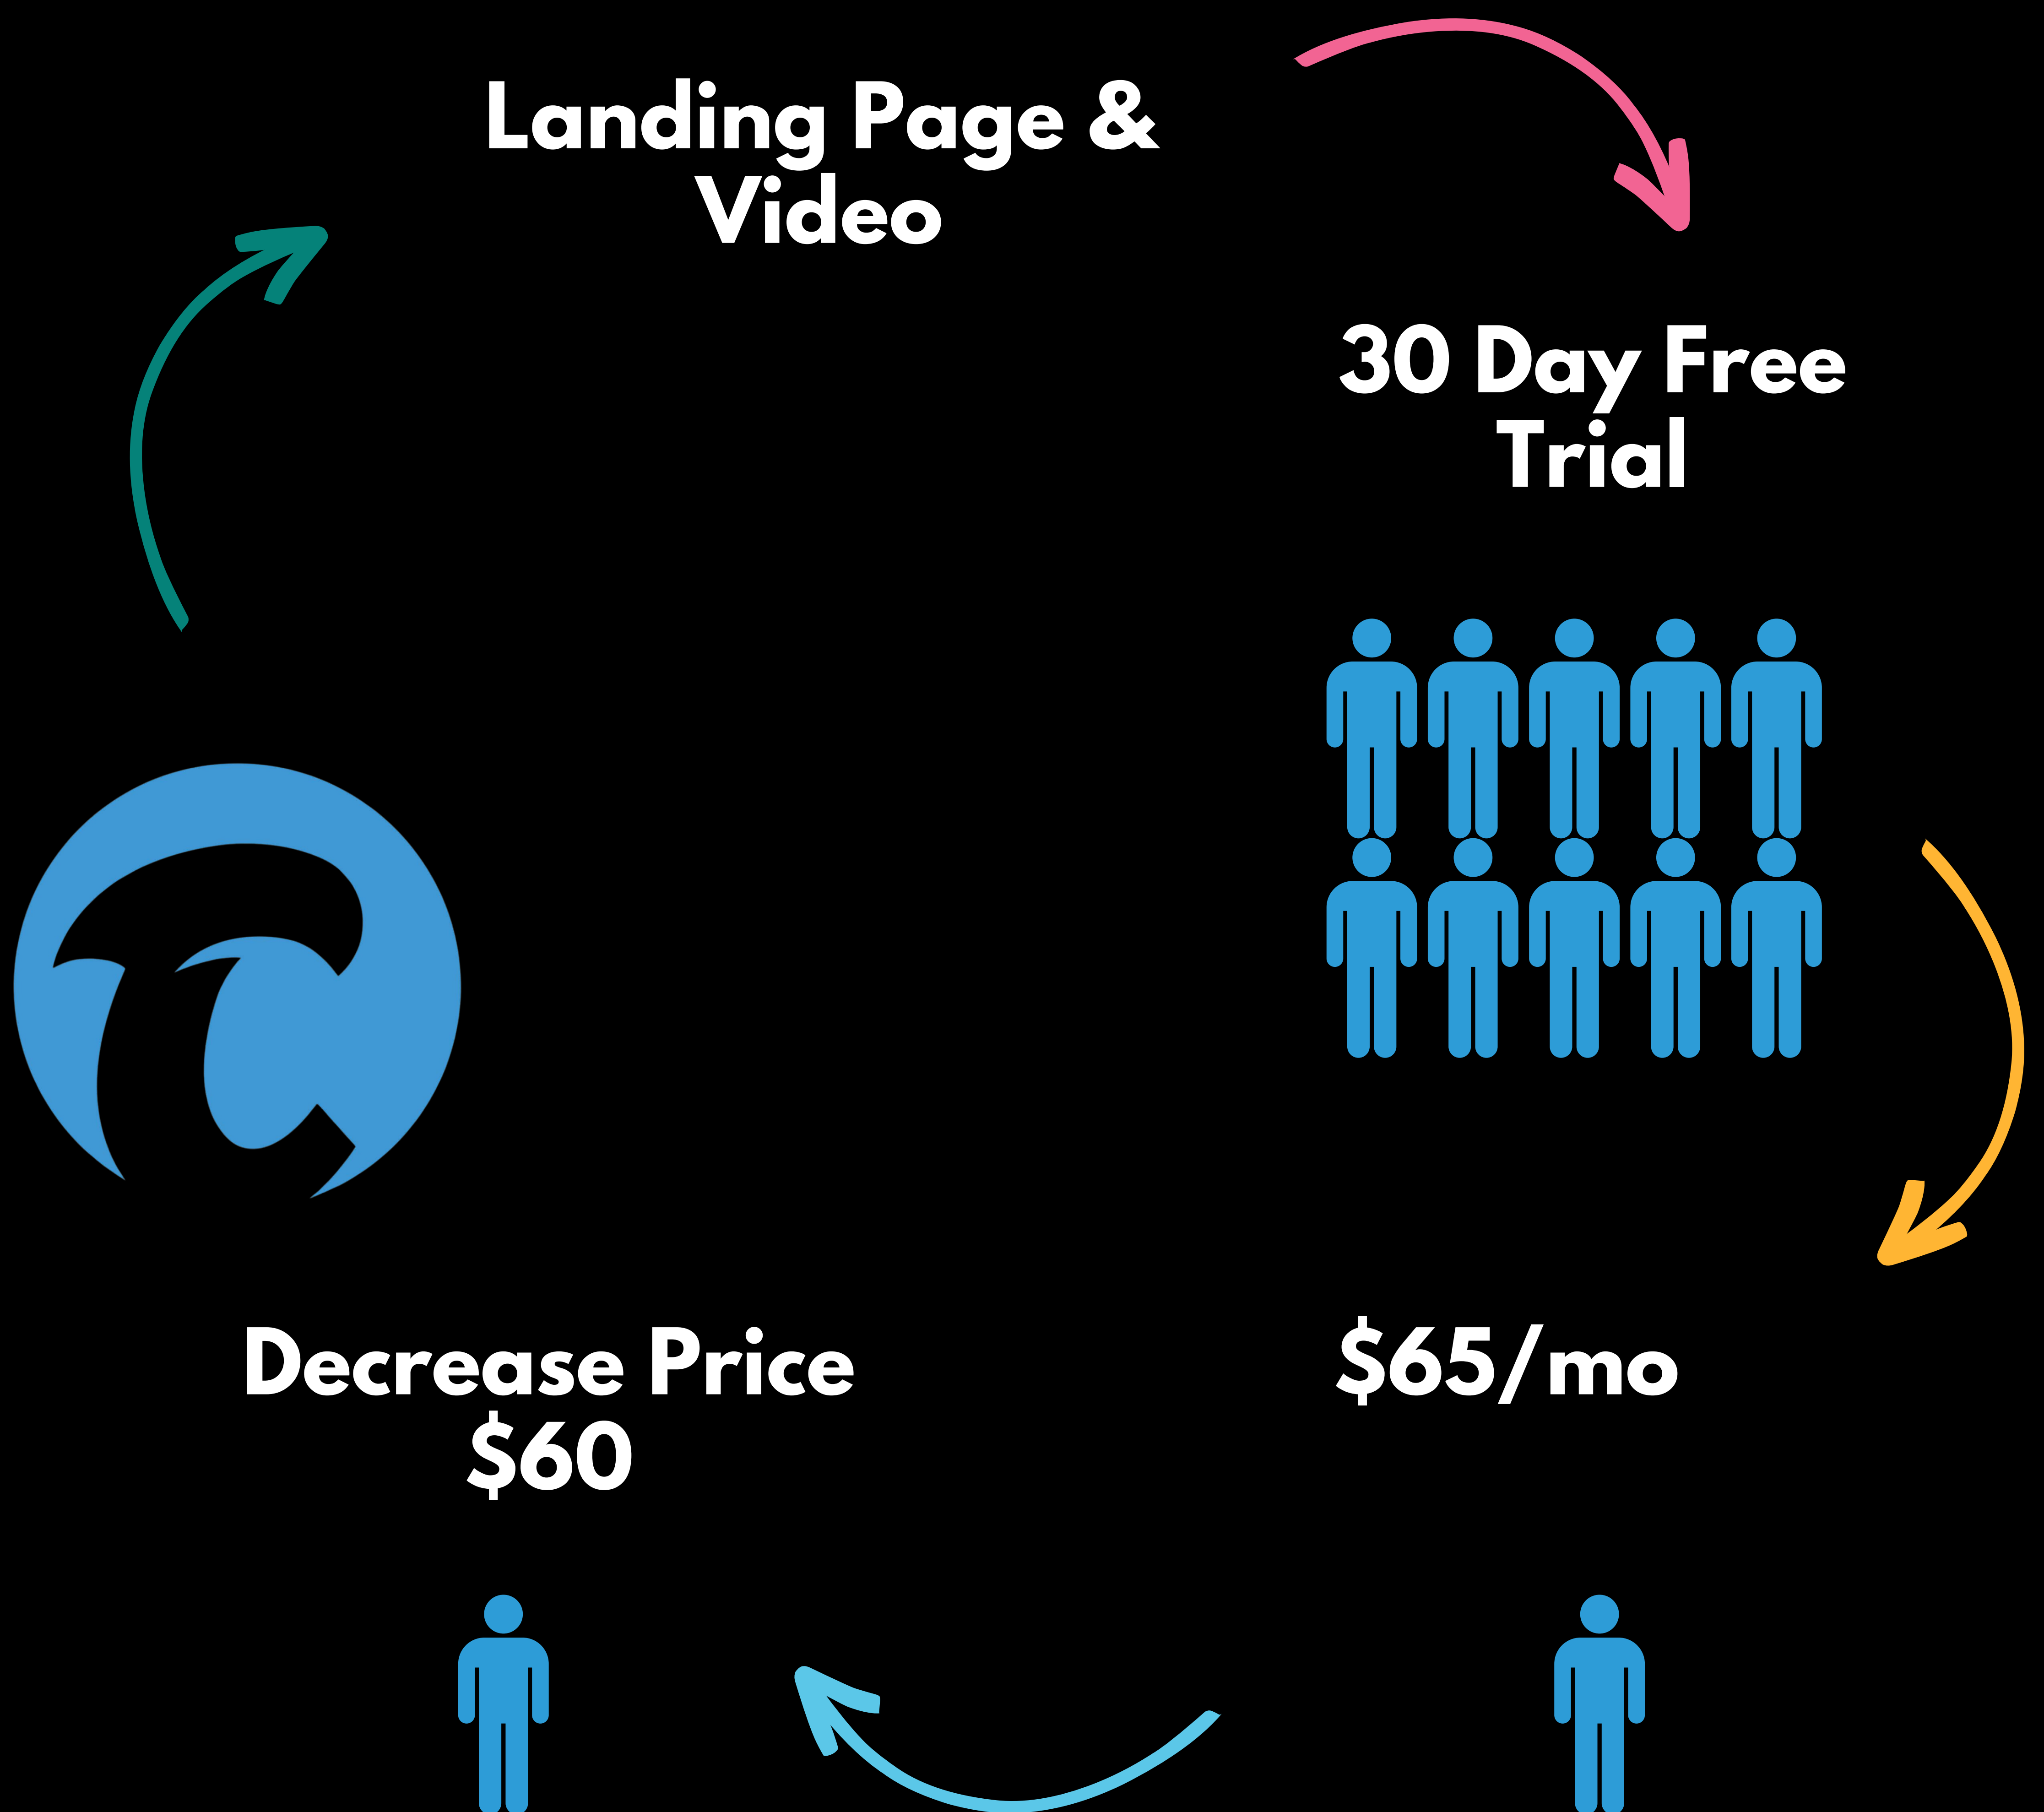 Landing Page &
Video
30 Day Free
Trial
Decrease Price
$60
$65/mo